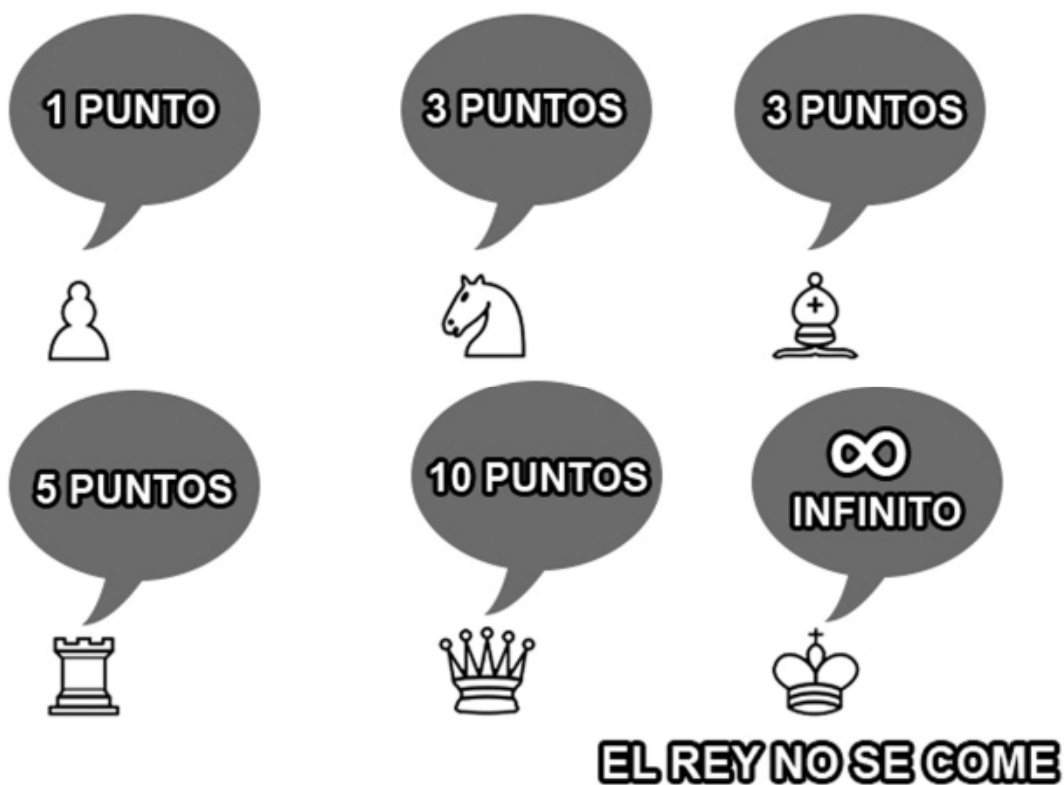 1 PUNTO
3 PUNTOS
3 PUNTOS
5 PUNTOS
10 PUNTOS
∞
INFINITO
EL REY NO SE COME